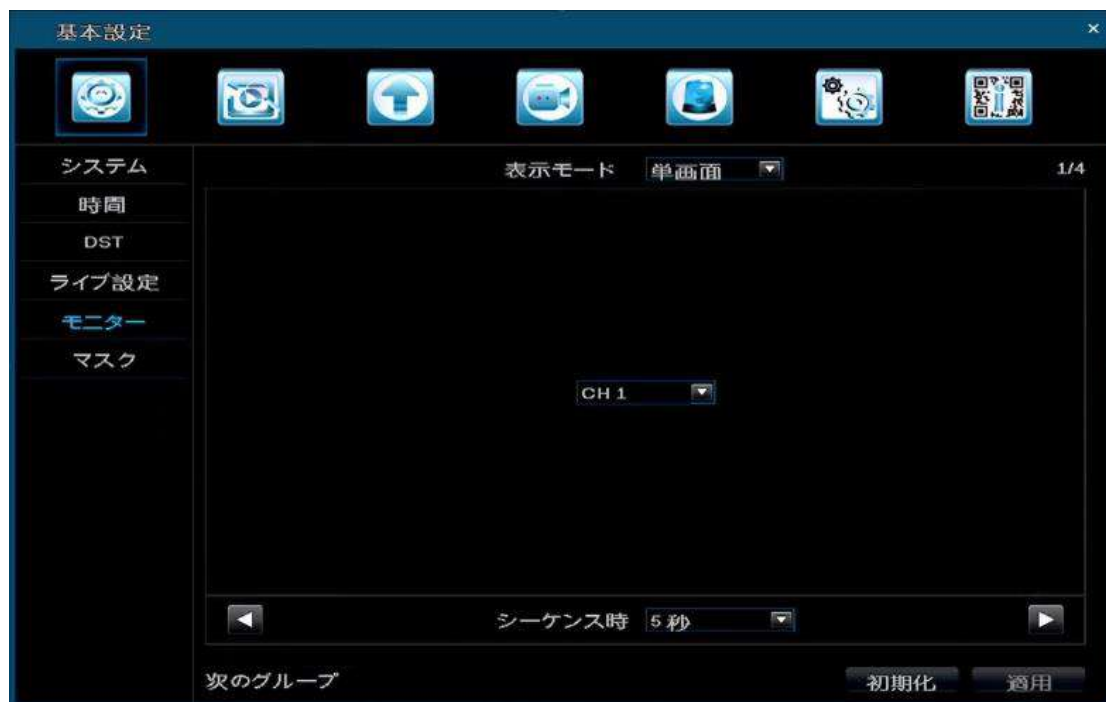 基本設定
×
システム
表示モード 単画面 1/4
時間
DST
ライブ設定
モニター
マスク
CH 1
シーケンス時 5 秒
次のグループ 初期化 適用